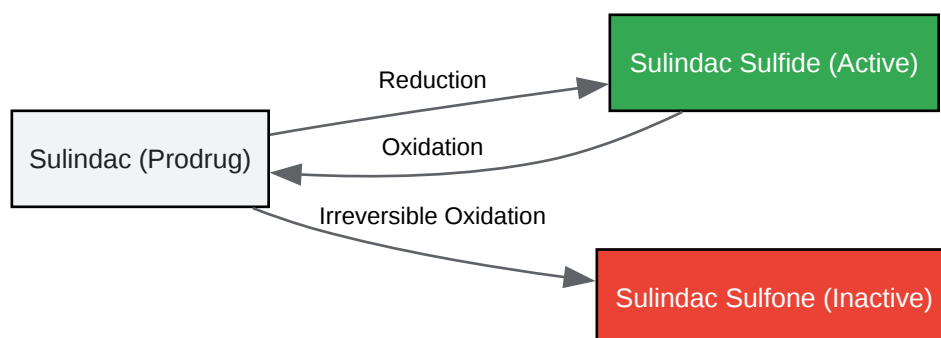 Sulindac Sulfide (Active)
Reduction
Oxidation
Sulindac (Prodrug)
Irreversible Oxidation
Sulindac Sulfone (Inactive)